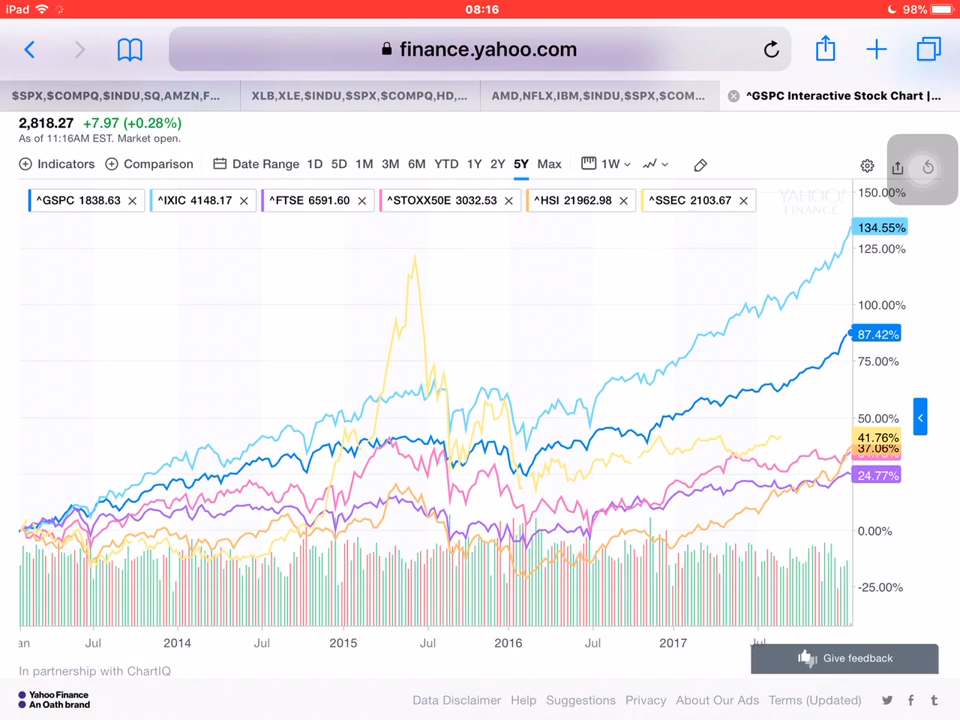 iPad 08:16 98%
finance.yahoo.com
$SPX,$COMPQ,$INDU,SQ,AMZN,F... XLB,XLE,$INDU,$SPX,$COMPQ,HD,... AMD,NFLX,IBM,$INDU,$SPX,$COM... ^GSPC Interactive Stock Chart |...
2,818.27 +7.97 (+0.28%)
As of 11:16AM EST. Market open.
Indicators Comparison Date Range 1D 5D 1M 3M 6M YTD 1Y 2Y 5Y Max 1W
^GSPC 1838.63 ^IXIC 4148.17 ^FTSE 6591.60 ^STOXX50E 3032.53 ^HSI 21962.98 ^SSEC 2103.67
YAHOO!
FINANCE
150.00%
134.55%
125.00%
100.00%
87.42%
75.00%
50.00%
41.76%
37.06%
24.77%
0.00%
-25.00%
an Jul 2014 Jul 2015 Jul 2016 Jul 2017 Jul
Give feedback
In partnership with ChartIQ
Yahoo Finance
An Oath brand
Data Disclaimer Help Suggestions Privacy About Our Ads Terms (Updated)